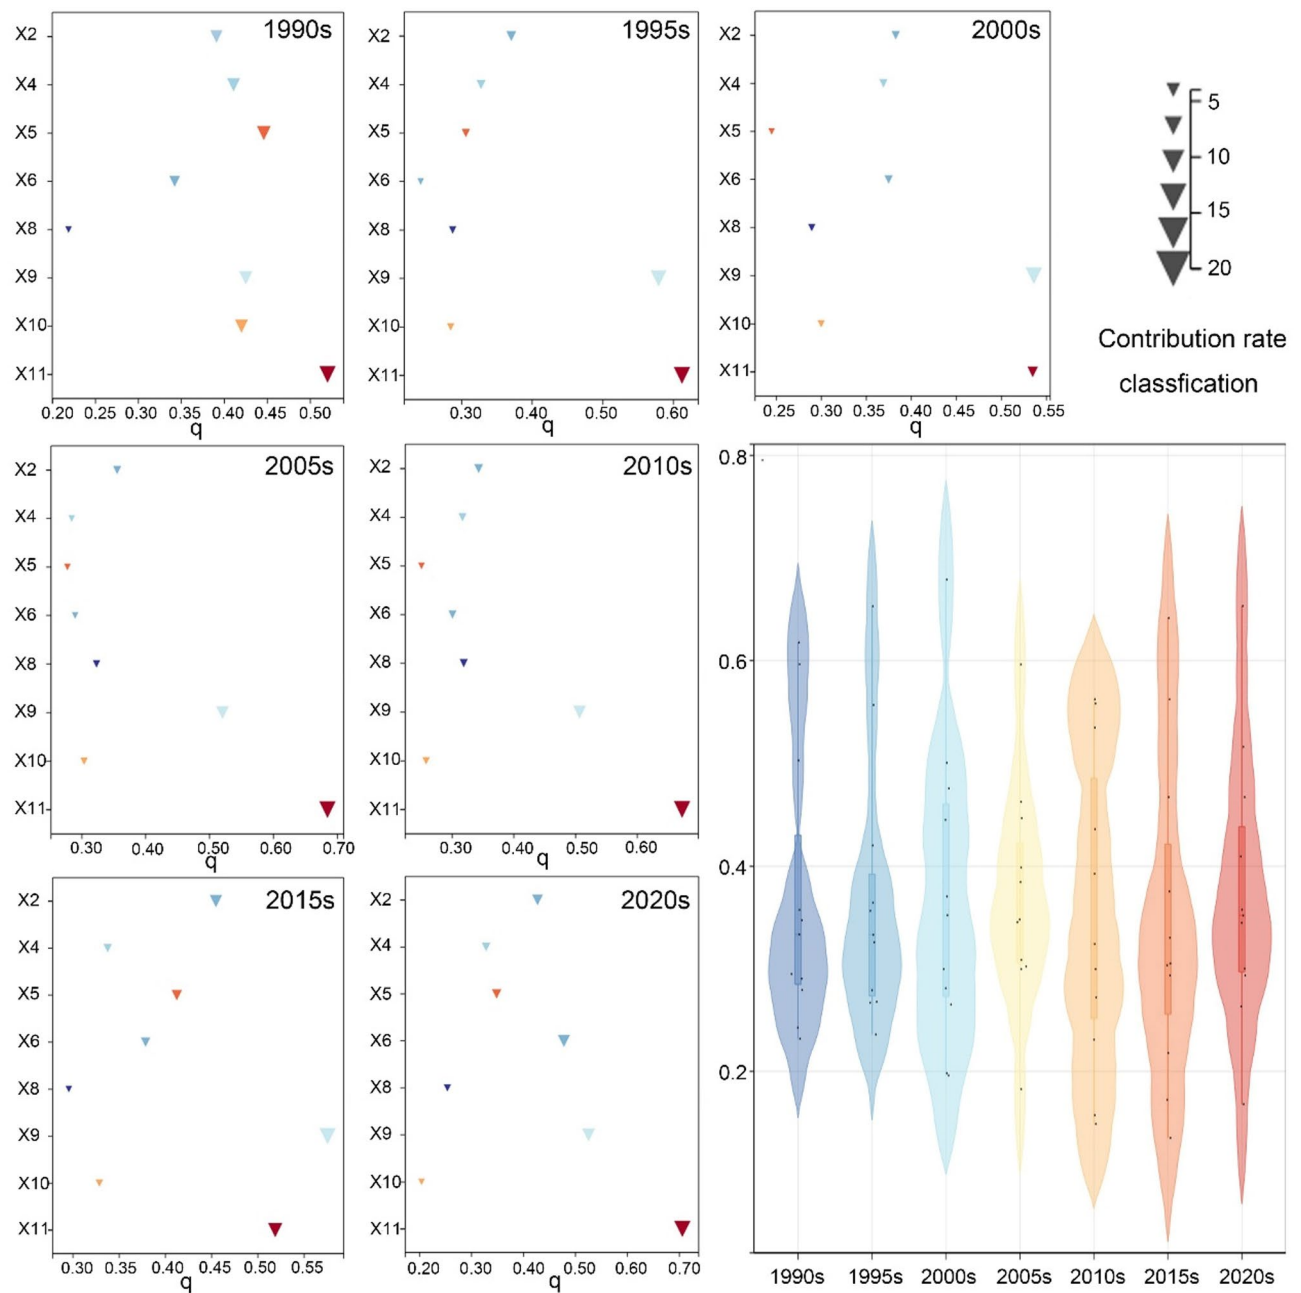 1990s
X2
X4
X5
X6
X8
X9
X10
X11
0.20 0.25 0.30 0.35 0.40 0.45 0.50
q
1995s
X2
X4
X5
X6
X8
X9
X10
X11
0.30 0.40 0.50 0.60
q
2000s
X2
X4
X5
X6
X8
X9
X10
X11
0.25 0.30 0.35 0.40 0.45 0.50 0.55
q
5
10
15
20
Contribution rate
classfication
2005s
X2
X4
X5
X6
X8
X9
X10
X11
0.30 0.40 0.50 0.60 0.70
q
2010s
X2
X4
X5
X6
X8
X9
X10
X11
0.30 0.40 0.50 0.60
q
2015s
X2
X4
X5
X6
X8
X9
X10
X11
0.30 0.35 0.40 0.45 0.50 0.55
q
2020s
X2
X4
X5
X6
X8
X9
X10
X11
0.20 0.30 0.40 0.50 0.60 0.70
q
0.8
0.6
0.4
0.2
1990s 1995s 2000s 2005s 2010s 2015s 2020s